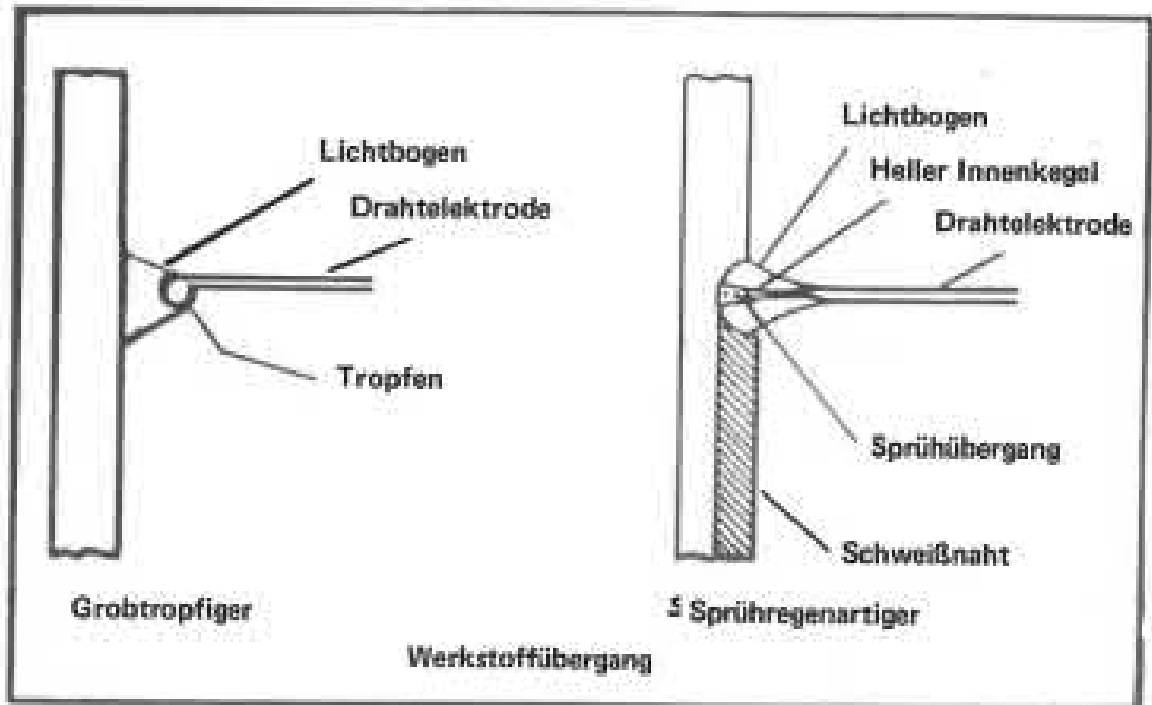 Lichtbogen
Drahtelektrode
Tropfen
Grobtropfiger
Lichtbogen
Heller Innenkegel
Drahtelektrode
Sprühübergang
Schweißnaht
Sprühregenartiger
Werkstoffübergang